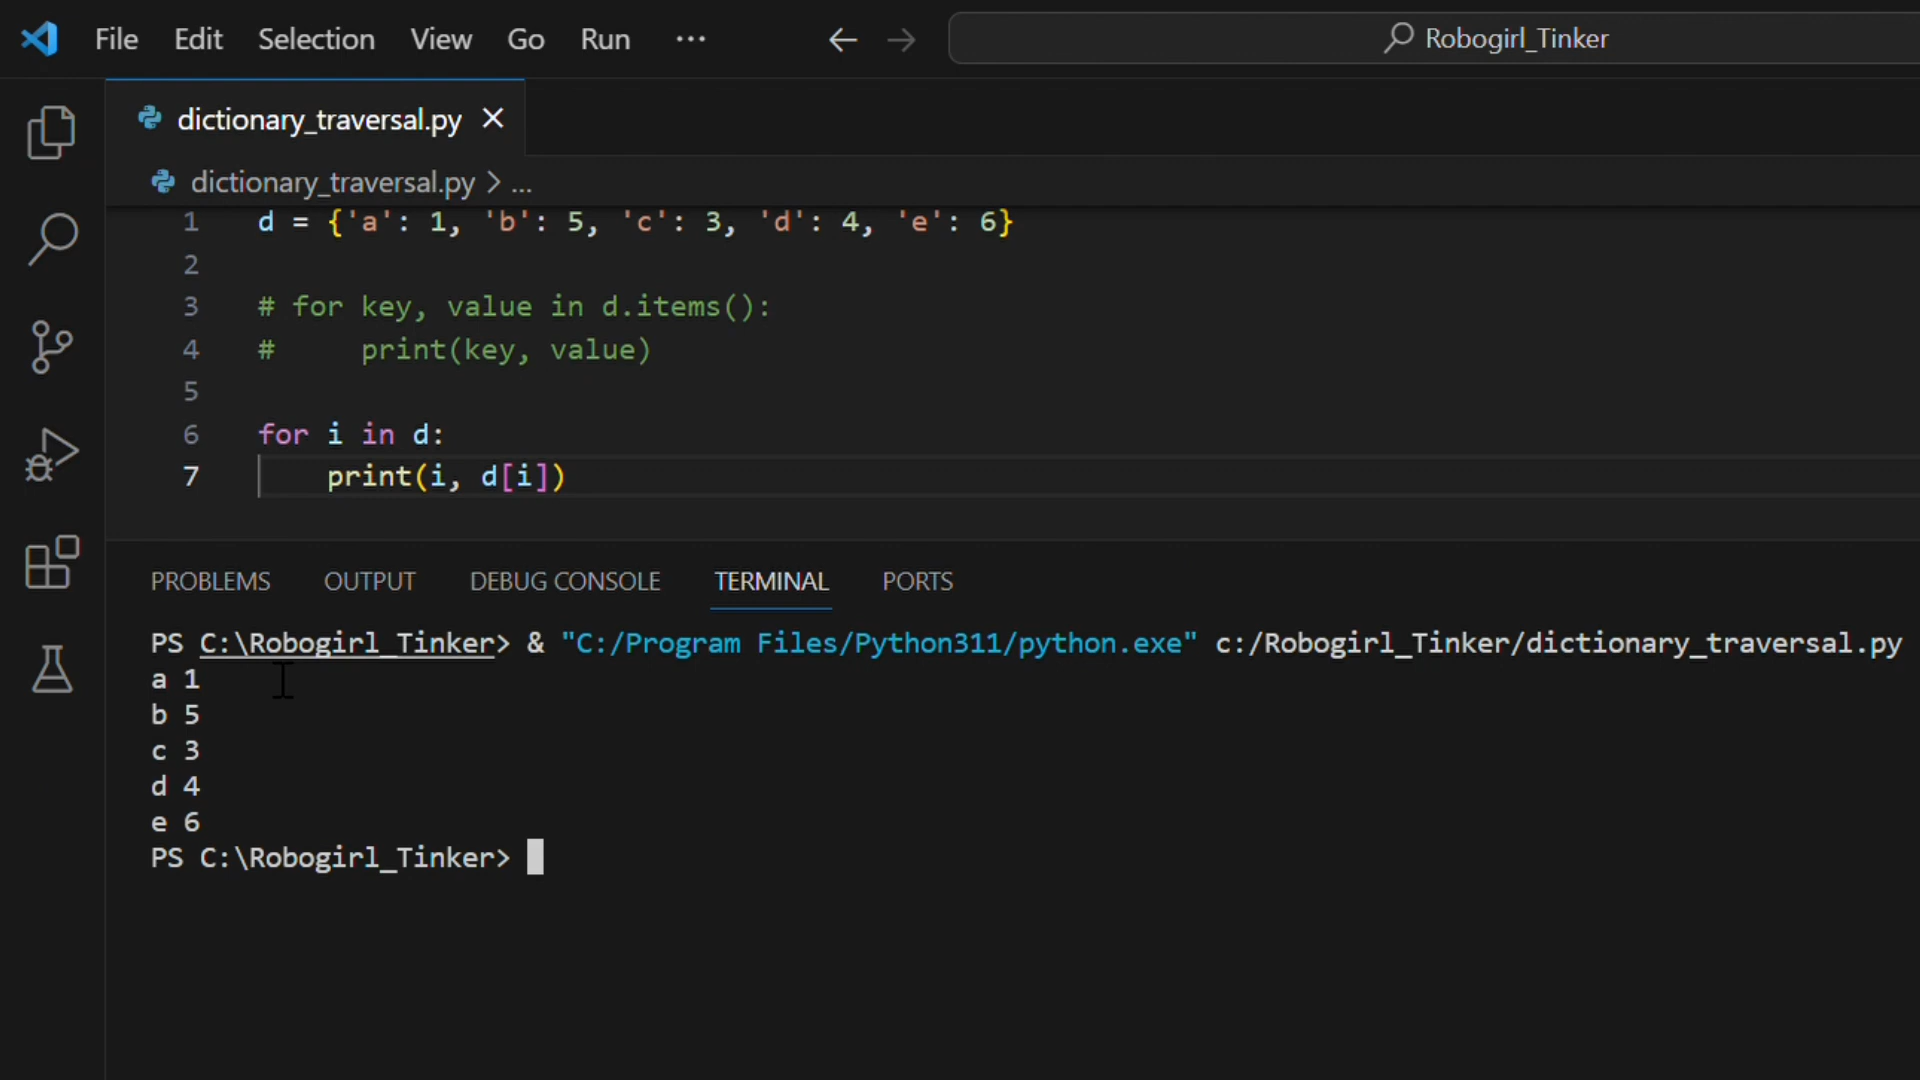 File Edit Selection View Go Run ··· ← → Robogirl_Tinker
dictionary_traversal.py ×
dictionary_traversal.py > ...
1 d = {'a': 1, 'b': 5, 'c': 3, 'd': 4, 'e': 6}
2
3 # for key, value in d.items():
4 #     print(key, value)
5
6 for i in d:
7     print(i, d[i])
PROBLEMS OUTPUT DEBUG CONSOLE TERMINAL PORTS
PS C:\Robogirl_Tinker> & "C:/Program Files/Python311/python.exe" c:/Robogirl_Tinker/dictionary_traversal.py
a 1
b 5
c 3
d 4
e 6
PS C:\Robogirl_Tinker>